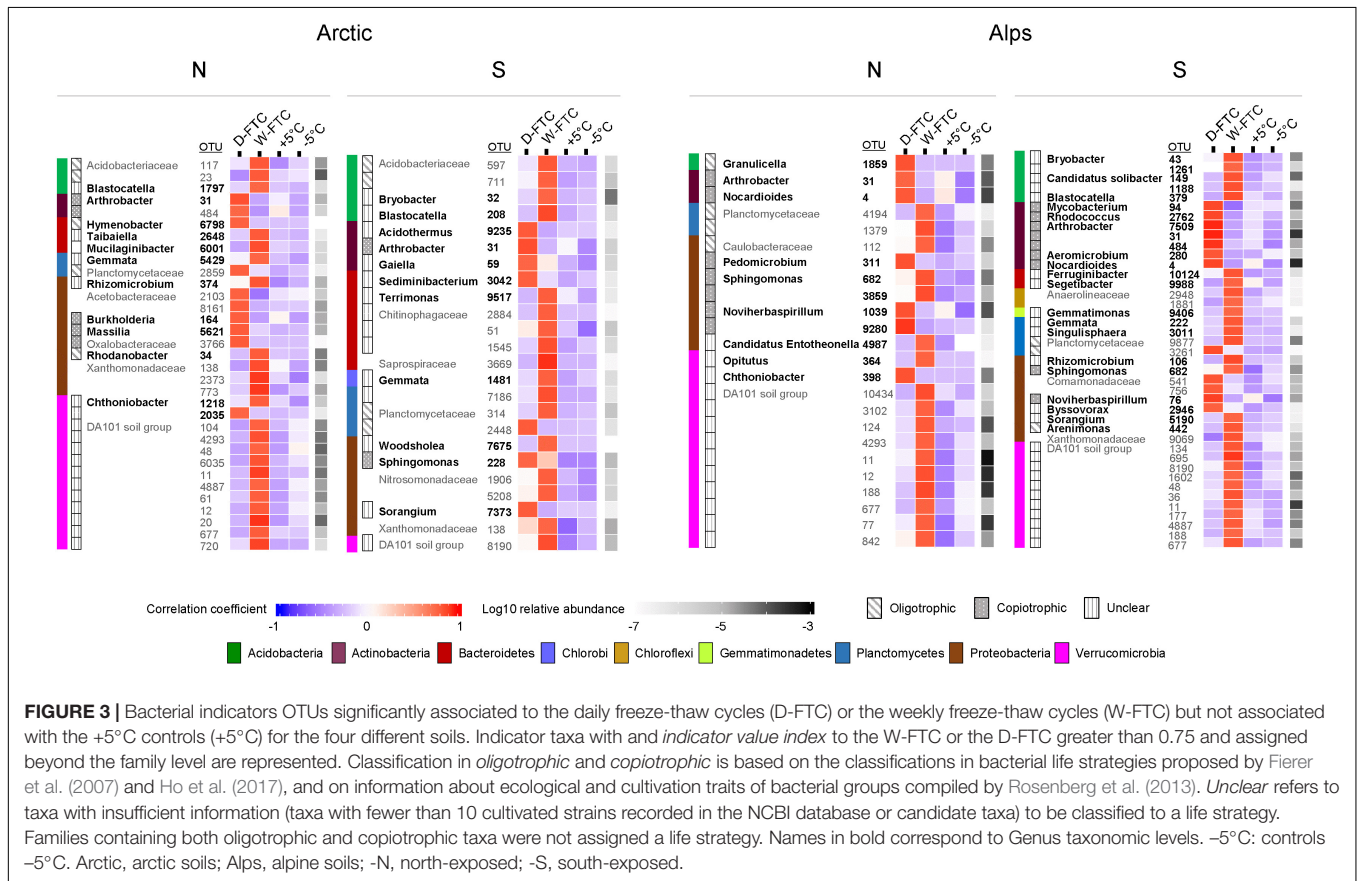 Arctic
Alps
N
S
N
S
D-FTC
W-FTC
+5°C
-5°C
OTU
Acidobacteriaceae 117
23
Blastocatella 1797
Arthrobacter 31
484
Hymenobacter 6798
Taibaiella 2648
Mucilaginibacter 6001
Gemmata 5429
Planctomycetaceae 2859
Rhizomicrobium 374
Acetobacteraceae 2103
8161
Burkholderia 164
Massilia 5621
Oxalobacteraceae 3766
Rhodanobacter 34
Xanthomonadaceae 138
2373
773
Chthoniobacter 1218
2035
DA101 soil group 104
4293
48
6035
11
4887
61
12
20
677
720
D-FTC
W-FTC
+5°C
-5°C
OTU
Acidobacteriaceae 597
711
Bryobacter 32
Blastocatella 208
Acidothermus 9235
Arthrobacter 31
Gaiella 59
Sediminibacterium 3042
Terrimonas 9517
Chitinophagaceae 2884
51
1545
Saprospiraceae 3669
Gemmata 1481
7186
Planctomycetaceae 314
2448
Woodsholea 7675
Sphingomonas 228
Nitrosomonadaceae 1906
5208
Sorangium 7373
Xanthomonadaceae 138
DA101 soil group 8190
D-FTC
W-FTC
+5°C
-5°C
OTU
Granulicella 1859
Arthrobacter 31
Nocardioides 4
Planctomycetaceae 4194
1379
Caulobacteraceae 112
Pedomicrobium 311
Sphingomonas 682
3859
Noviherbaspirillum 1039
9280
Candidatus Entotheonella 4987
Opitutus 364
Chthoniobacter 398
DA101 soil group 10434
3102
124
4293
11
12
188
677
77
842
D-FTC
W-FTC
+5°C
-5°C
OTU
Bryobacter 43
1261
Candidatus solibacter 149
1188
Blastocatella 379
Mycobacterium 94
Rhodococcus 2762
Arthrobacter 7509
31
484
Aeromicrobium 280
Nocardioides 4
Ferruginibacter 10124
Segetibacter 9988
Anaerolineaceae 2948
1881
Gemmatimonas 9406
Gemmata 222
Singulisphaera 3011
Planctomycetaceae 9877
3261
Rhizomicrobium 106
Sphingomonas 682
Comamonadaceae 541
756
Noviherbaspirillum 76
Byssovorax 2946
Sorangium 5190
Arenimonas 442
Xanthomonadaceae 9069
DA101 soil group 134
695
8190
1602
48
36
11
177
4887
188
677
Correlation coefficient
-1 0 1
Log10 relative abundance
-7 -5 -3
Oligotrophic Copiotrophic Unclear
Acidobacteria Actinobacteria Bacteroidetes Chlorobi Chloroflexi Gemmatimonadetes Planctomycetes Proteobacteria Verrucomicrobia
FIGURE 3 | Bacterial indicators OTUs significantly associated to the daily freeze-thaw cycles (D-FTC) or the weekly freeze-thaw cycles (W-FTC) but not associated
with the +5°C controls (+5°C) for the four different soils. Indicator taxa with and indicator value index to the W-FTC or the D-FTC greater than 0.75 and assigned
beyond the family level are represented. Classification in oligotrophic and copiotrophic is based on the classifications in bacterial life strategies proposed by Fierer
et al. (2007) and Ho et al. (2017), and on information about ecological and cultivation traits of bacterial groups compiled by Rosenberg et al. (2013). Unclear refers to
taxa with insufficient information (taxa with fewer than 10 cultivated strains recorded in the NCBI database or candidate taxa) to be classified to a life strategy.
Families containing both oligotrophic and copiotrophic taxa were not assigned a life strategy. Names in bold correspond to Genus taxonomic levels. –5°C: controls
–5°C. Arctic, arctic soils; Alps, alpine soils; -N, north-exposed; -S, south-exposed.